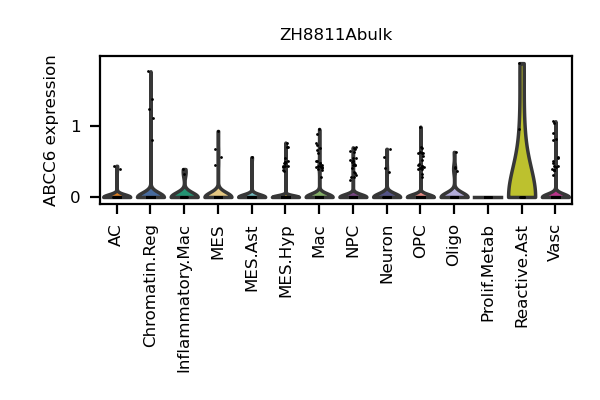 ZH8811Abulk
ABCC6 expression
1
0
AC
Chromatin.Reg
Inflammatory.Mac
MES
MES.Ast
MES.Hyp
Mac
NPC
Neuron
OPC
Oligo
Prolif.Metab
Reactive.Ast
Vasc